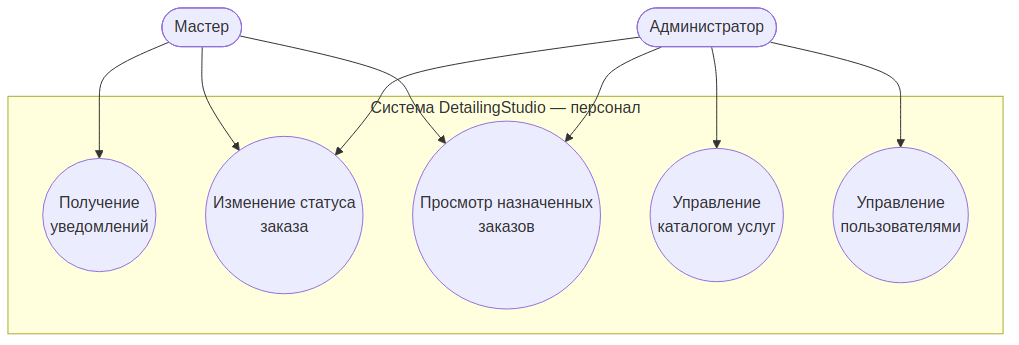 Мастер
Администратор
Система DetailingStudio — персонал
Получение
уведомлений
Изменение статуса
заказа
Просмотр назначенных
заказов
Управление
каталогом услуг
Управление
пользователями